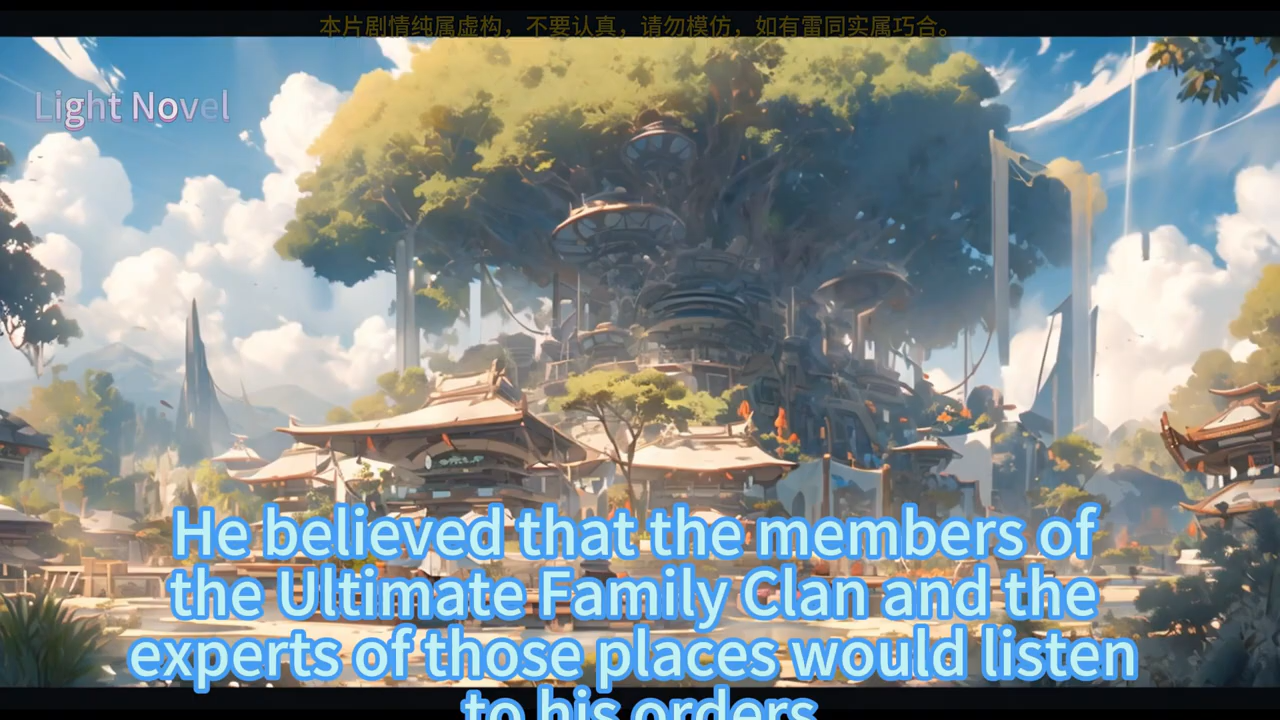 本片剧情纯属虚构，不要认真，请勿模仿，如有雷同实属巧合。
Light Novel
He believed that the members of
the Ultimate Family Clan and the
experts of those places would listen
to his orders